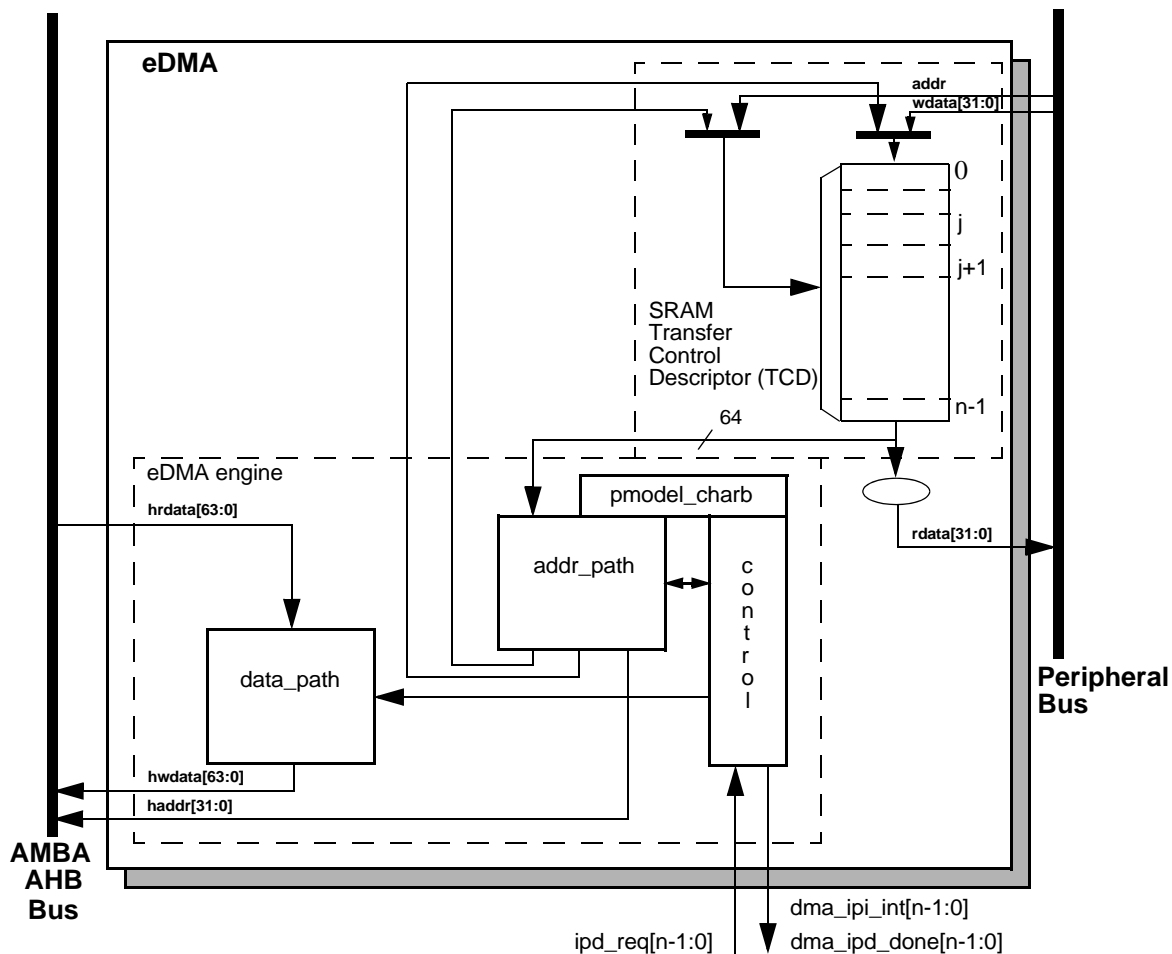 eDMA
addr
wdata[31:0]
0
j
j+1
SRAM
Transfer
Control
Descriptor (TCD)
n-1
64
eDMA engine
pmodel_charb
hrdata[63:0]
rdata[31:0]
addr_path
control
data_path
Peripheral
Bus
hwdata[63:0]
haddr[31:0]
AMBA
AHB
Bus
dma_ipi_int[n-1:0]
ipd_req[n-1:0]
dma_ipd_done[n-1:0]